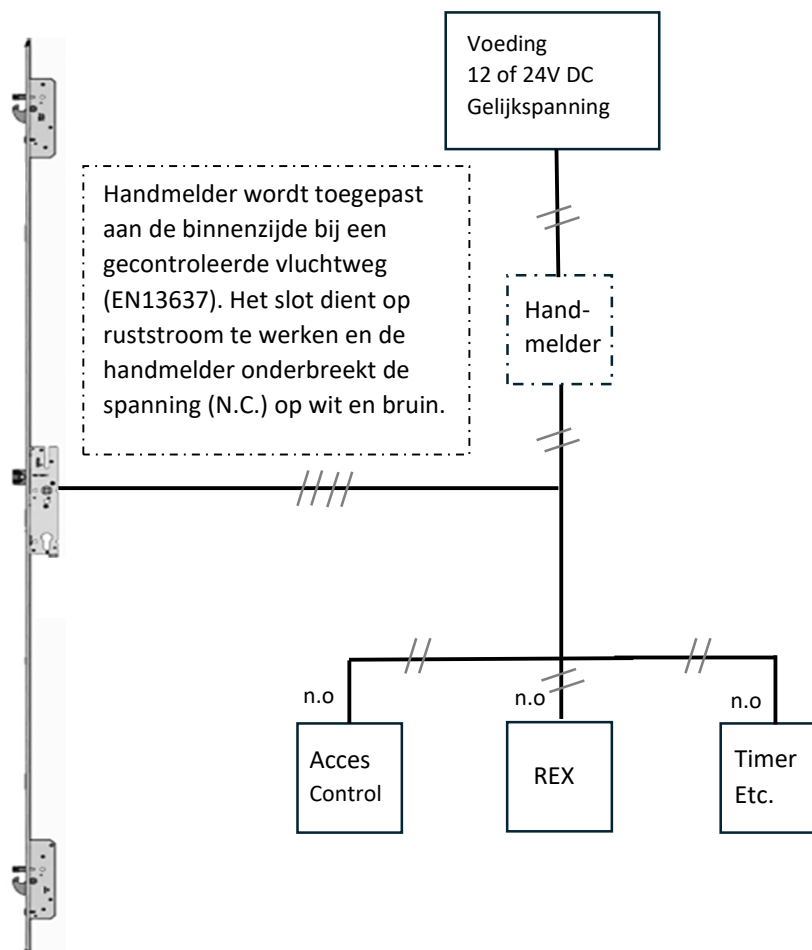 Voeding
12 of 24V DC
Gelijkspanning
Handmelder wordt toegepast
aan de binnenzijde bij een
gecontroleerde vluchtweg
(EN13637). Het slot dient op
ruststroom te werken en de
handmelder onderbreekt de
spanning (N.C.) op wit en bruin.
Hand-
melder
n.o
n.o
n.o
Acces
Control
REX
Timer
Etc.